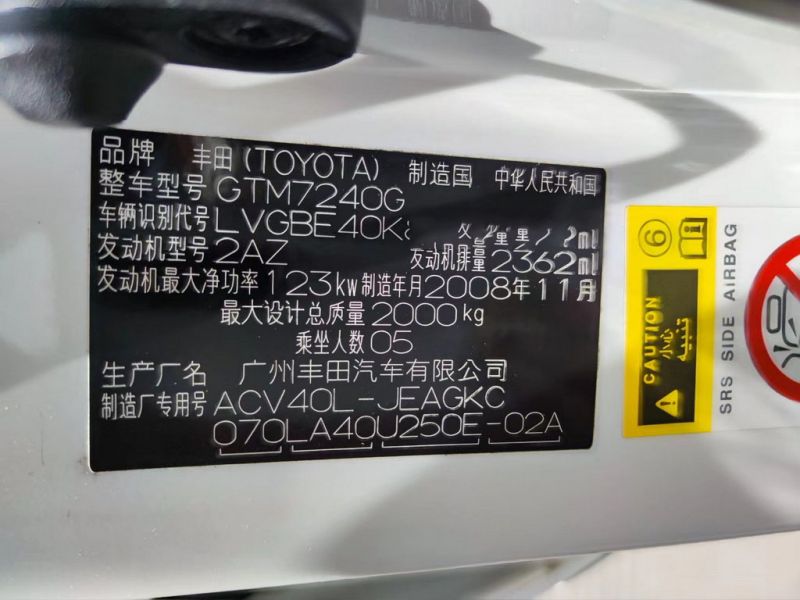 品牌 丰田(TOYOTA) 制造国 中华人民共和国
整车型号 GTM7240G
车辆识别代号 LVGBE40K
发动机型号 2AZ 发动机排量 2362ml
发动机最大净功率 123kw 制造年月 2008年11月
最大设计总质量 2000kg
乘坐人数 05
生产厂名 广州丰田汽车有限公司
制造厂专用号 ACV40L-JEAGKC
070LA40U250E-02A
6
CAUTION
小心
تنبيه
SRS SIDE AIRBAG